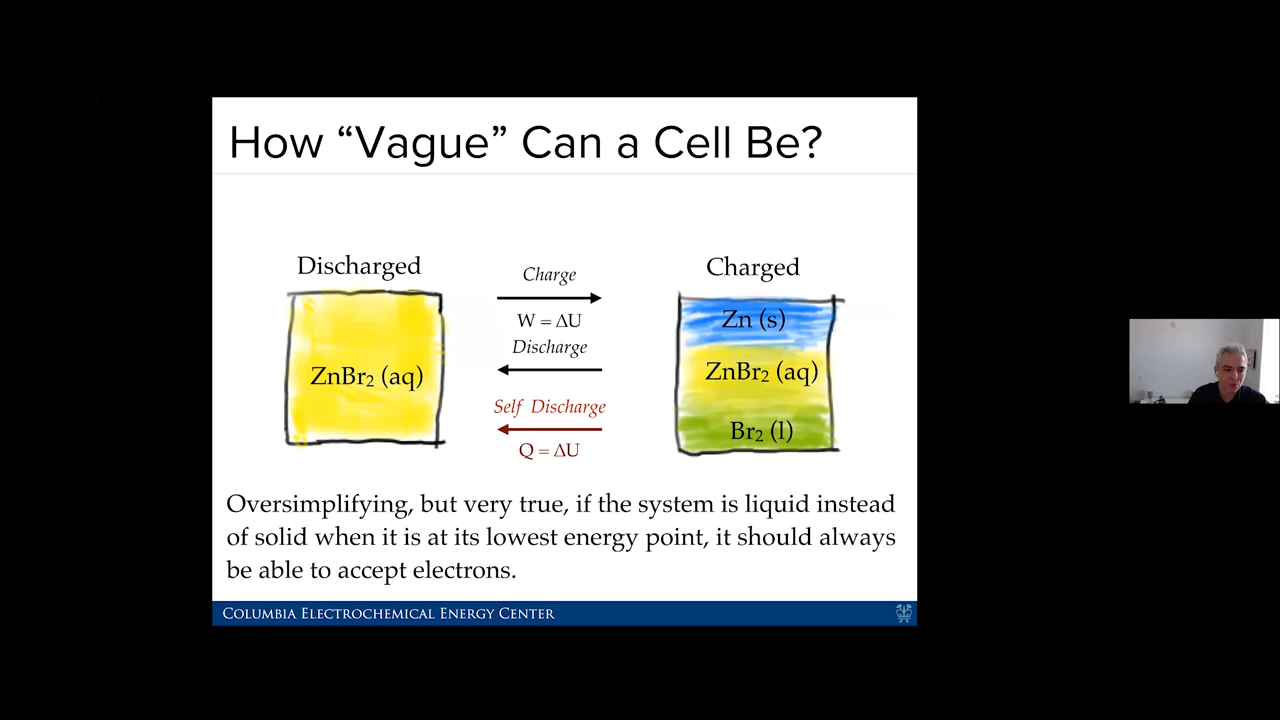 How “Vague” Can a Cell Be?
Discharged
Charge
Charged
W = ΔU
Discharge
Self Discharge
Q = ΔU
ZnBr₂ (aq)
Zn (s)
ZnBr₂ (aq)
Br₂ (l)
Oversimplifying, but very true, if the system is liquid instead
of solid when it is at its lowest energy point, it should always
be able to accept electrons.
COLUMBIA ELECTROCHEMICAL ENERGY CENTER